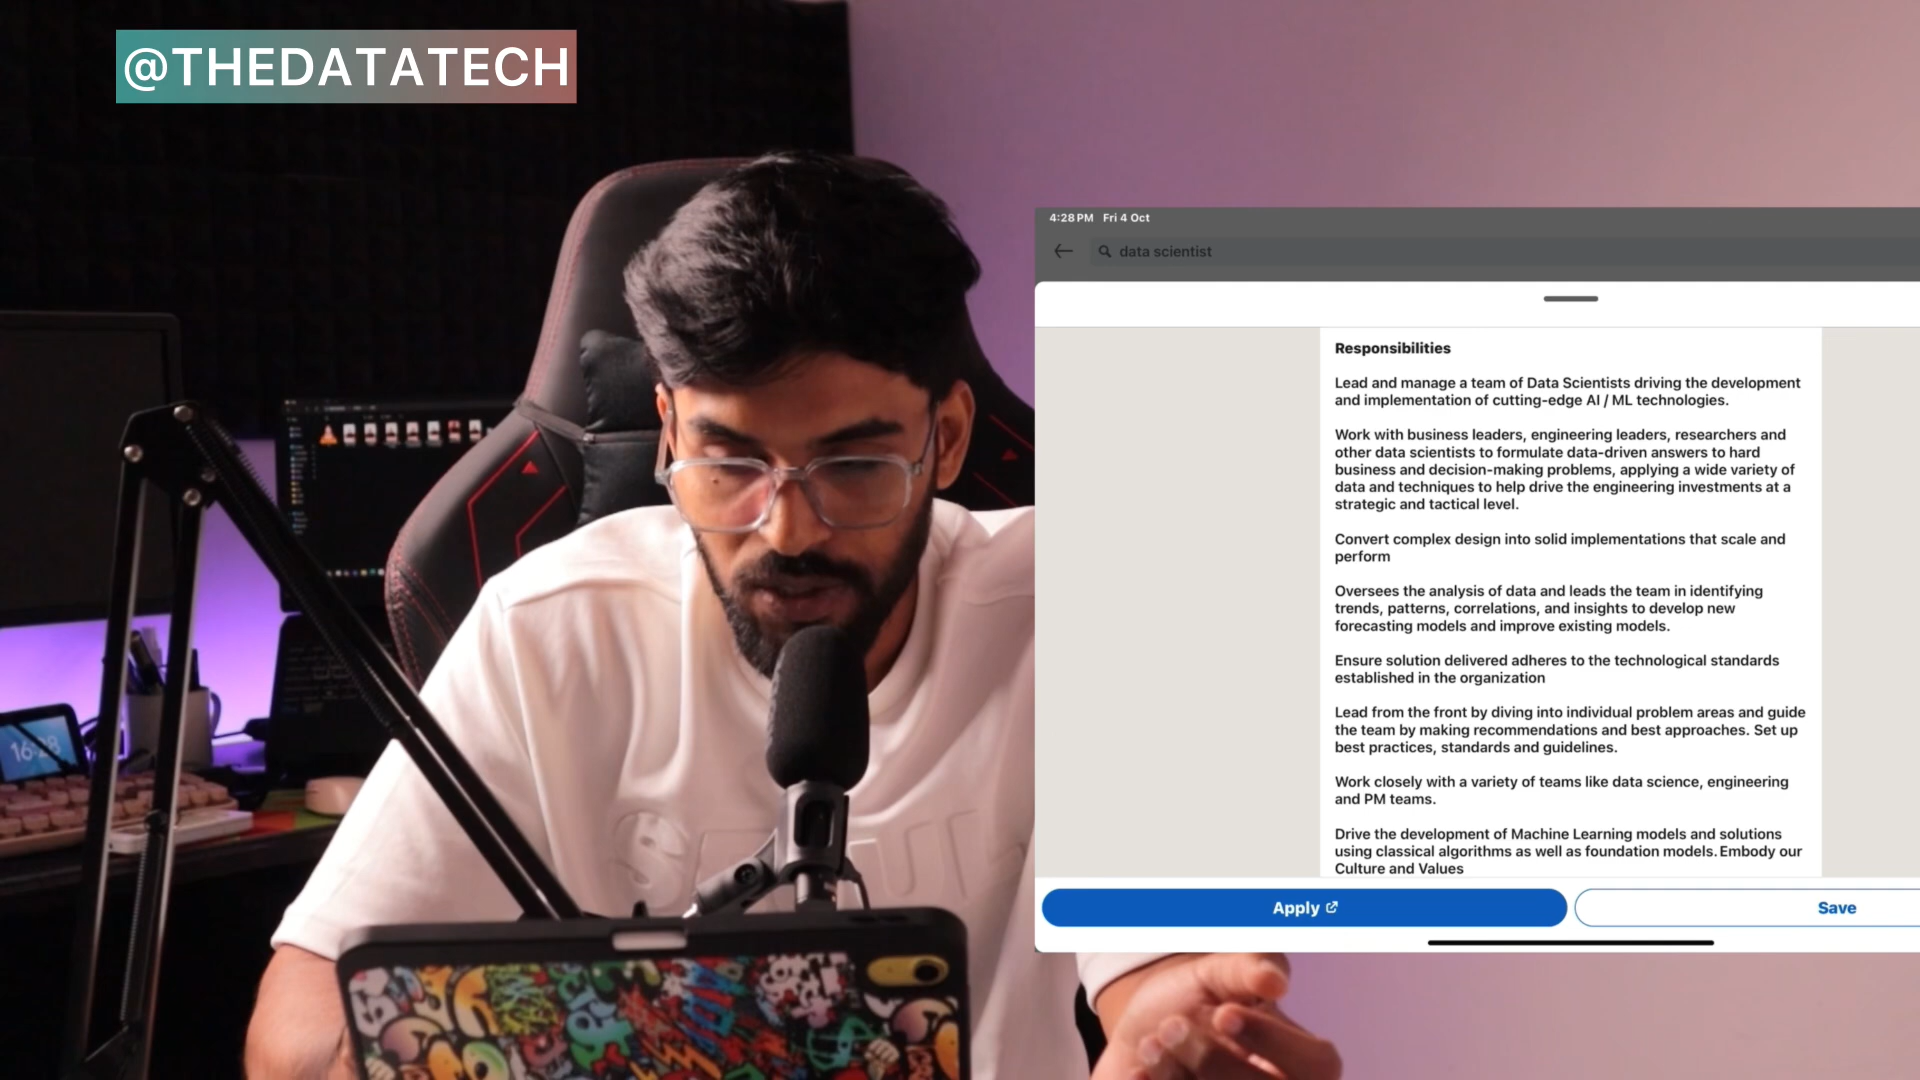 @THEDATATECH
4:28 PM Fri 4 Oct
data scientist
Responsibilities
Lead and manage a team of Data Scientists driving the development
and implementation of cutting-edge AI / ML technologies.
Work with business leaders, engineering leaders, researchers and
other data scientists to formulate data-driven answers to hard
business and decision-making problems, applying a wide variety of
data and techniques to help drive the engineering investments at a
strategic and tactical level.
Convert complex design into solid implementations that scale and
perform
Oversees the analysis of data and leads the team in identifying
trends, patterns, correlations, and insights to develop new
forecasting models and improve existing models.
Ensure solution delivered adheres to the technological standards
established in the organization
Lead from the front by diving into individual problem areas and guide
the team by making recommendations and best approaches. Set up
best practices, standards and guidelines.
Work closely with a variety of teams like data science, engineering
and PM teams.
Drive the development of Machine Learning models and solutions
using classical algorithms as well as foundation models. Embody our
Culture and Values
Apply
Save
16:28